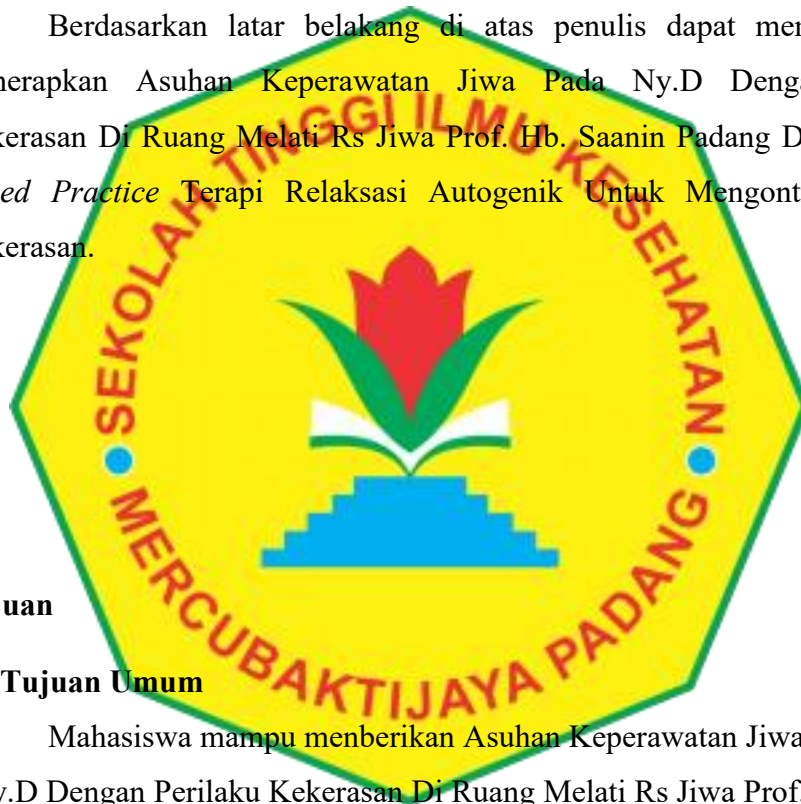 Berdasarkan latar belakang di atas penulis dapat mer
nerapkan Asuhan Keperawatan Jiwa Pada Ny.D Denga
kerasan Di Ruang Melati Rs Jiwa Prof. Hb. Saanin Padang D
ed Practice Terapi Relaksasi Autogenik Untuk Mengont
kerasan.
SEKOLAH TINGGI ILMU KESEHATAN
MERCUBAKTIJAYA PADANG
uan
Tujuan Umum
Mahasiswa mampu menberikan Asuhan Keperawatan Jiwa
y.D Dengan Perilaku Kekerasan Di Ruang Melati Rs Jiwa Prof.